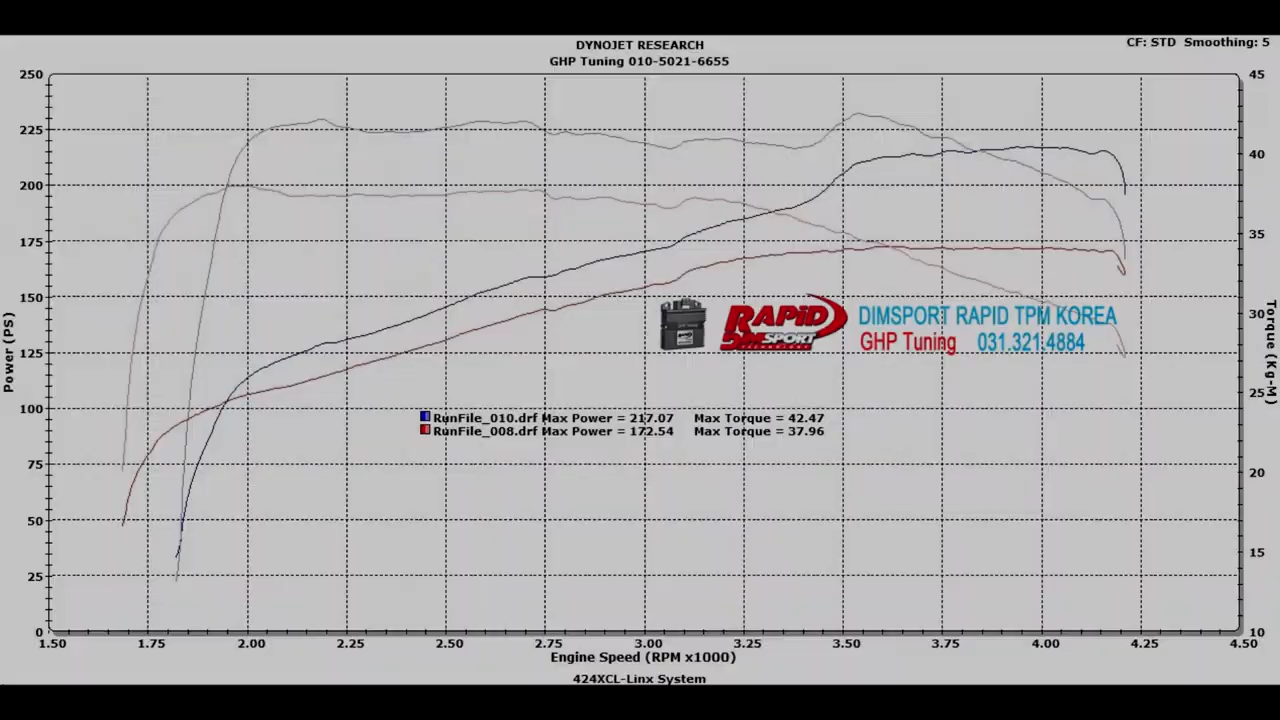 DYNOJET RESEARCH
CF: STD Smoothing: 5
GHP Tuning 010-5021-6655
250
225
200
175
150
125
100
75
50
25
0
Power (PS)
45
40
35
30
25
20
15
10
Torque (Kg-M)
RAPiD
DIMSPORT
DIMSPORT RAPID TPM KOREA
GHP Tuning 031.321.4884
RunFile_010.drf Max Power = 217.07 Max Torque = 42.47
RunFile_008.drf Max Power = 172.54 Max Torque = 37.96
1.50 1.75 2.00 2.25 2.50 2.75 3.00 3.25 3.50 3.75 4.00 4.25 4.50
Engine Speed (RPM x1000)
424XCL-Linx System